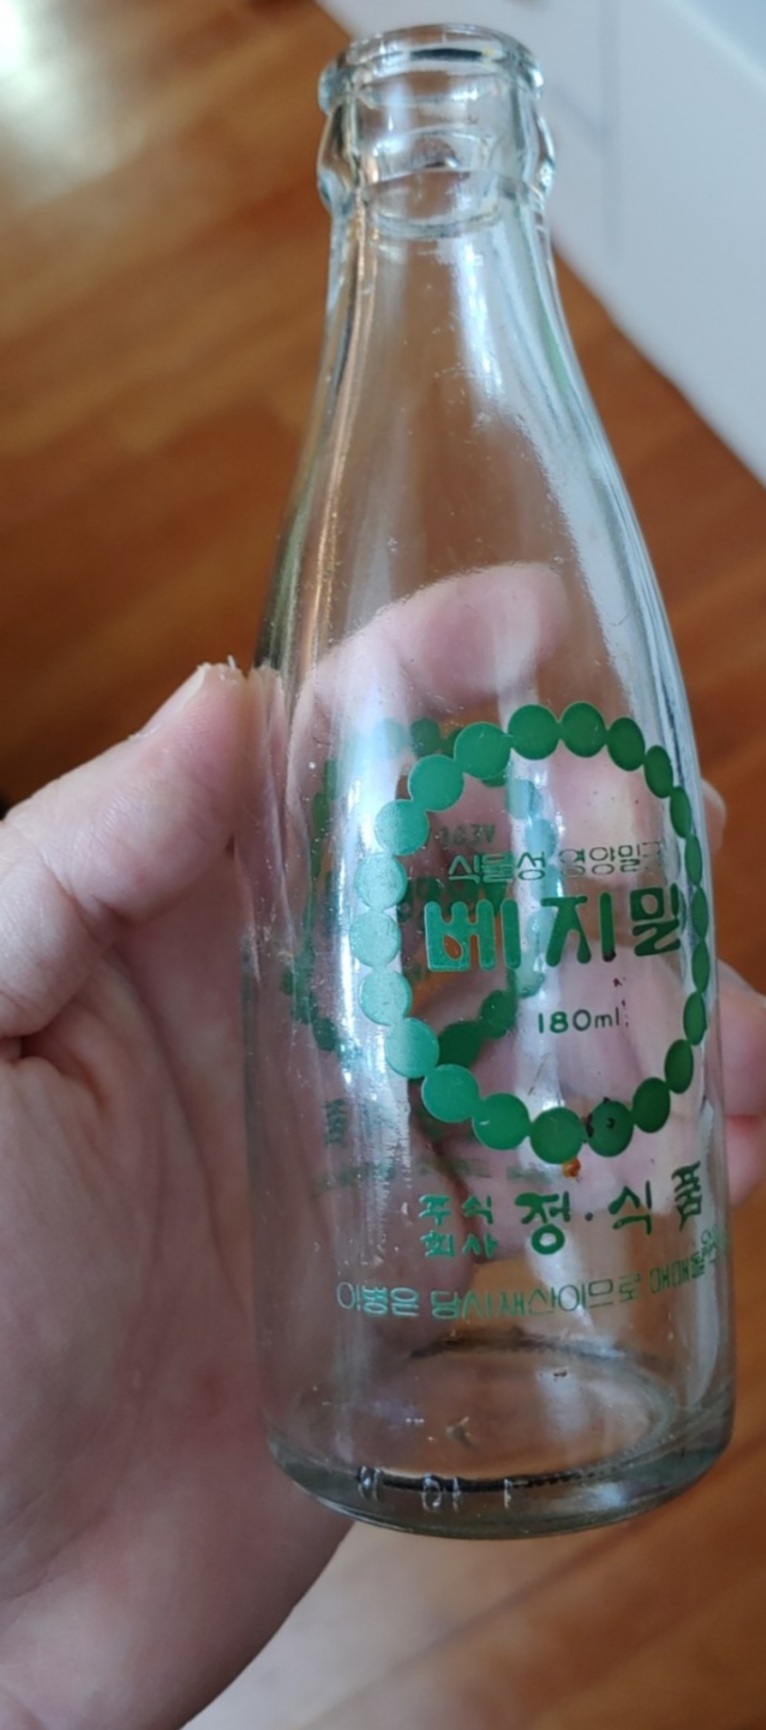 식물성 영양밀크
베지밀
180ml
주식회사 정·식품
이병은 당사재산이므로